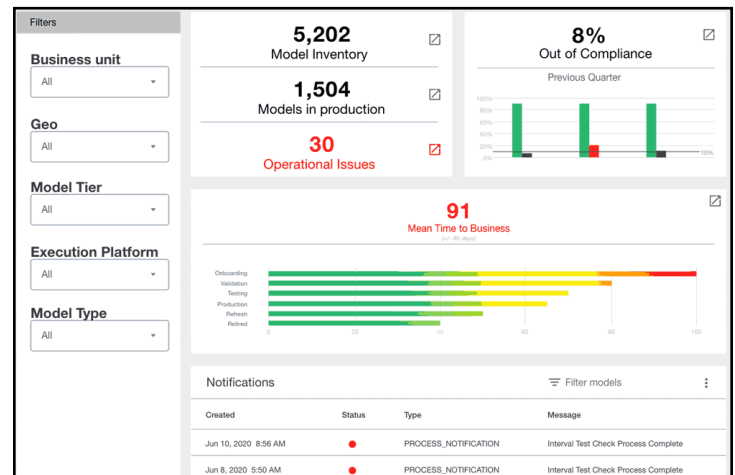 Filters
Business unit
All
Geo
All
Model Tier
All
Execution Platform
All
Model Type
All
5,202
Model Inventory
1,504
Models in production
30
Operational Issues
8%
Out of Compliance
Previous Quarter
100%
80%
60%
50%
20%
0%
10%
91
Mean Time to Business
(+/- 90 days)
Onboarding
Validation
Testing
Production
Refresh
Retired
0 20 40 60 80 100
Notifications
Filter models
Created Status Type Message
Jun 10, 2020 8:56 AM PROCESS_NOTIFICATION Interval Test Check Process Complete
Jun 8, 2020 5:50 AM PROCESS_NOTIFICATION Interval Test Check Process Complete